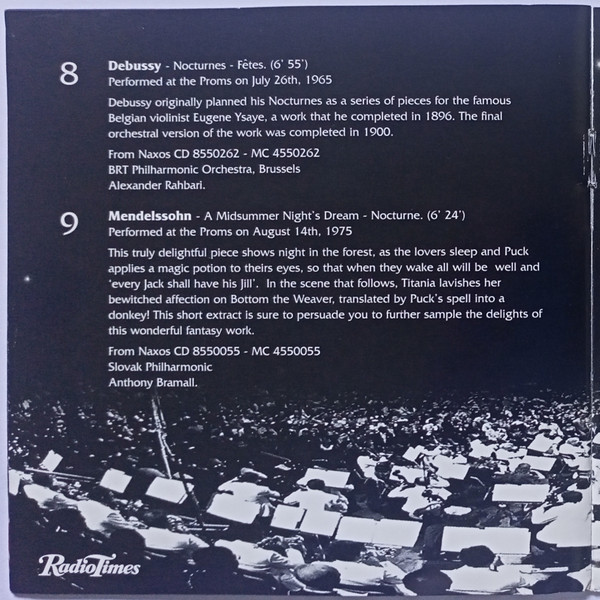 8
Debussy - Nocturnes - Fêtes. (6' 55')
Performed at the Proms on July 26th, 1965
Debussy originally planned his Nocturnes as a series of pieces for the famous
Belgian violinist Eugene Ysaye, a work that he completed in 1896. The final
orchestral version of the work was completed in 1900.
From Naxos CD 8550262 - MC 4550262
BRT Philharmonic Orchestra, Brussels
Alexander Rahbari.
9
Mendelssohn - A Midsummer Night's Dream - Nocturne. (6' 24')
Performed at the Proms on August 14th, 1975
This truly delightful piece shows night in the forest, as the lovers sleep and Puck
applies a magic potion to theirs eyes, so that when they wake all will be  well and
'every Jack shall have his Jill'.  In the scene that follows, Titania lavishes her
bewitched affection on Bottom the Weaver, translated by Puck's spell into a
donkey! This short extract is sure to persuade you to further sample the delights of
this wonderful fantasy work.
From Naxos CD 8550055 - MC 4550055
Slovak Philharmonic
Anthony Bramall.
RadioTimes